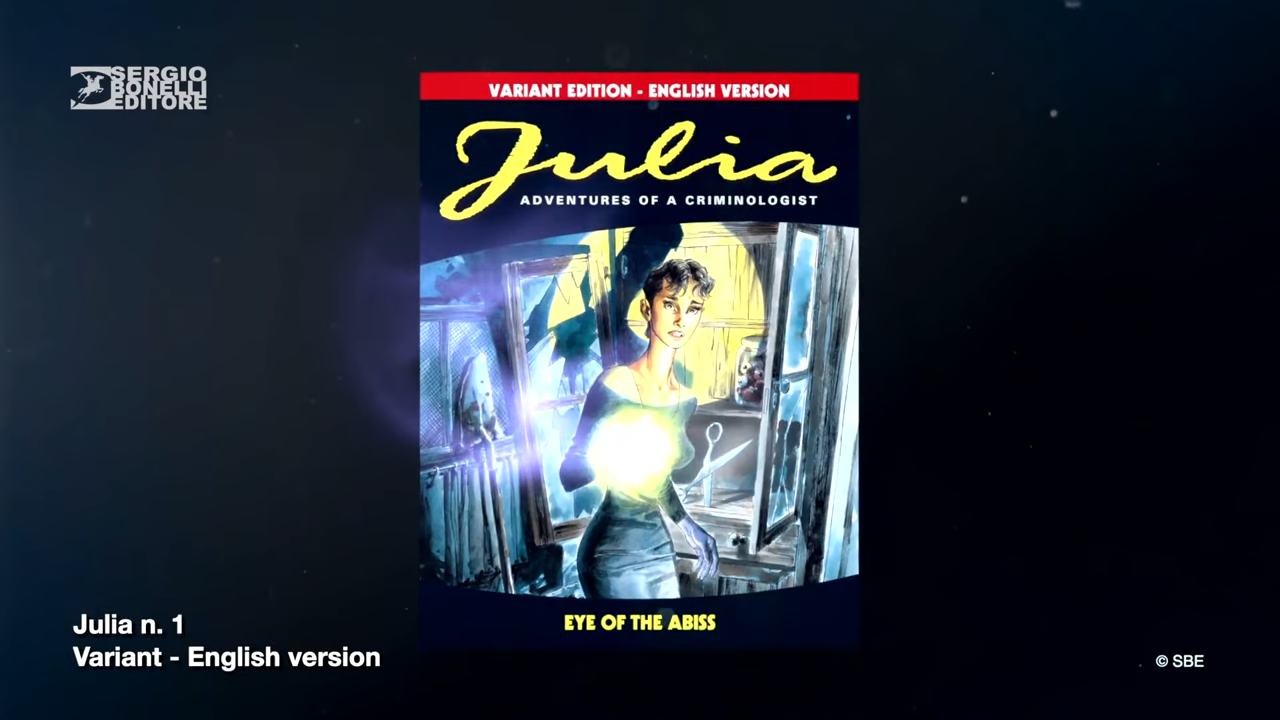 SERGIO
BONELLI
EDITORE
VARIANT EDITION - ENGLISH VERSION
Julia
ADVENTURES OF A CRIMINOLOGIST
EYE OF THE ABISS
Julia n. 1
Variant - English version
© SBE